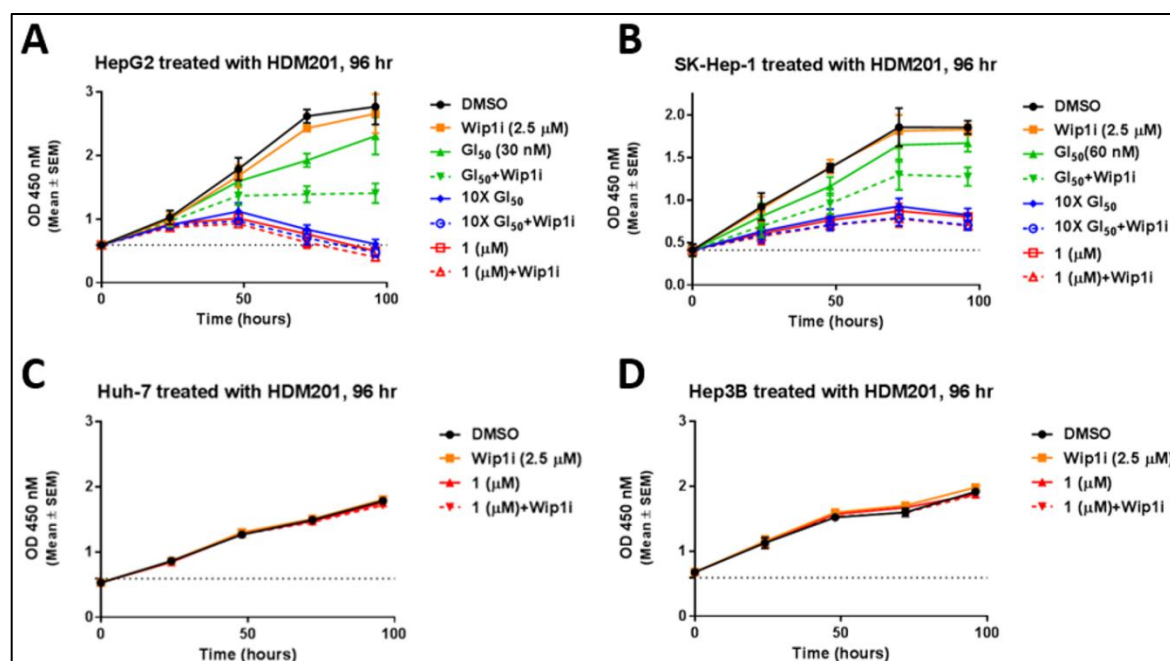 A
HepG2 treated with HDM201, 96 hr
OD 450 nM
(Mean ± SEM)
3
2
1
0
0
50
100
Time (hours)
DMSO
Wip1i (2.5 μM)
GI50 (30 nM)
GI50+Wip1i
10X GI50
10X GI50+Wip1i
1 (μM)
1 (μM)+Wip1i
B
SK-Hep-1 treated with HDM201, 96 hr
OD 450 nM
(Mean ± SEM)
2.0
1.5
1.0
0.5
0.0
0
50
100
Time (hours)
DMSO
Wip1i (2.5 μM)
GI50(60 nM)
GI50+Wip1i
10X GI50
10X GI50+Wip1i
1 (μM)
1 (μM)+Wip1i
C
Huh-7 treated with HDM201, 96 hr
OD 450 nM
(Mean ± SEM)
3
2
1
0
0
50
100
Time (hours)
DMSO
Wip1i (2.5 μM)
1 (μM)
1 (μM)+Wip1i
D
Hep3B treated with HDM201, 96 hr
OD 450 nM
(Mean ± SEM)
3
2
1
0
0
50
100
Time (hours)
DMSO
Wip1i (2.5 μM)
1 (μM)
1 (μM)+Wip1i